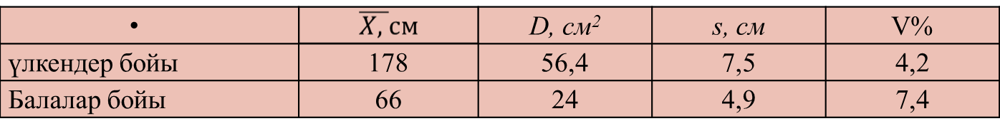 • X̅, см D, см² s, см V%
үлкендер бойы 178 56,4 7,5 4,2
Балалар бойы 66 24 4,9 7,4